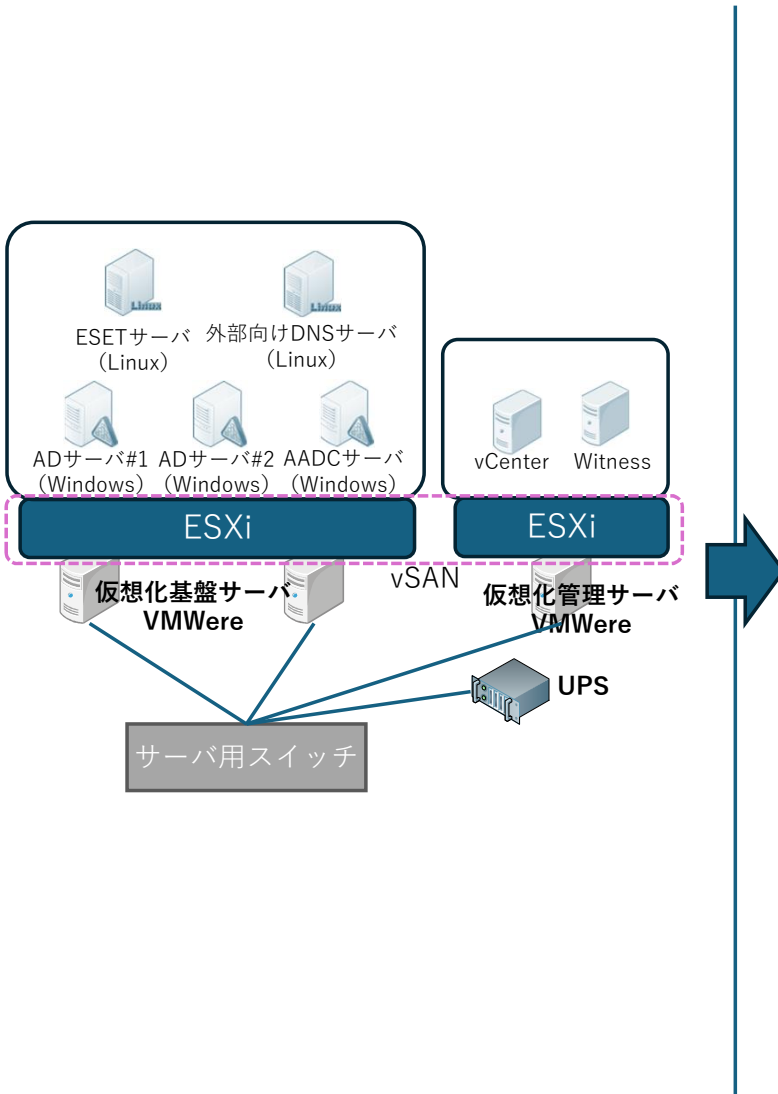 Linux
Linux
ESETサーバ
(Linux)
外部向けDNSサーバ
(Linux)
ADサーバ#1
(Windows)
ADサーバ#2
(Windows)
AADCサーバ
(Windows)
vCenter
Witness
ESXi
ESXi
vSAN
仮想化基盤サーバ
VMWere
仮想化管理サーバ
VMWere
UPS
サーバ用スイッチ